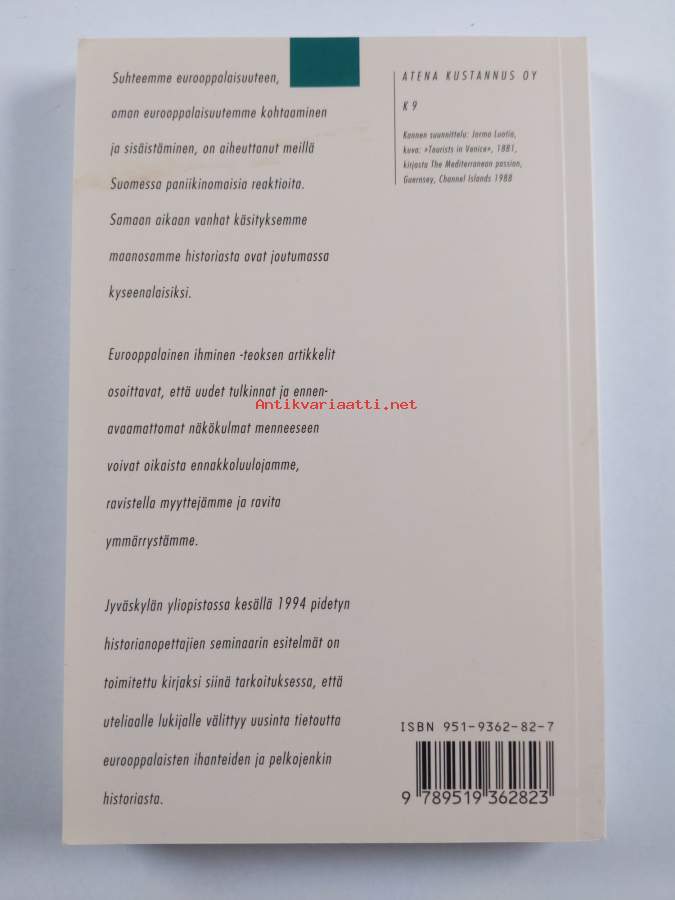 Suhteemme eurooppalaisuuteen,
oman eurooppalaisuutemme kohtaaminen
ja sisäistäminen, on aiheuttanut meillä
Suomessa paniikinomaisia reaktioita.
Samaan aikaan vanhat käsityksemme
maanosamme historiasta ovat joutumassa
kyseenalaisiksi.
Eurooppalainen ihminen -teoksen artikkelit
osoittavat, että uudet tulkinnat ja ennen-
avaamattomat näkökulmat menneeseen
voivat oikaista ennakkoluulojamme,
ravistella myyttejämme ja ravita
ymmärrystämme.
Jyväskylän yliopistossa kesällä 1994 pidetyn
historianopettajien seminaarin esitelmät on
toimitettu kirjaksi siinä tarkoituksessa, että
uteliaalle lukijalle välittyy uusinta tietoutta
eurooppalaisten ihanteiden ja pelkojenkin
historiasta.
ATENA KUSTANNUS OY
K 9
Kannen suunnittelu: Jorma Luotio,
kuva: »Tourists in Venice», 1881,
kirjasta The Mediterranean passion,
Guernsey, Channel Islands 1988
Antikvariaatti.net
ISBN 951-9362-82-7
9 789519 362823